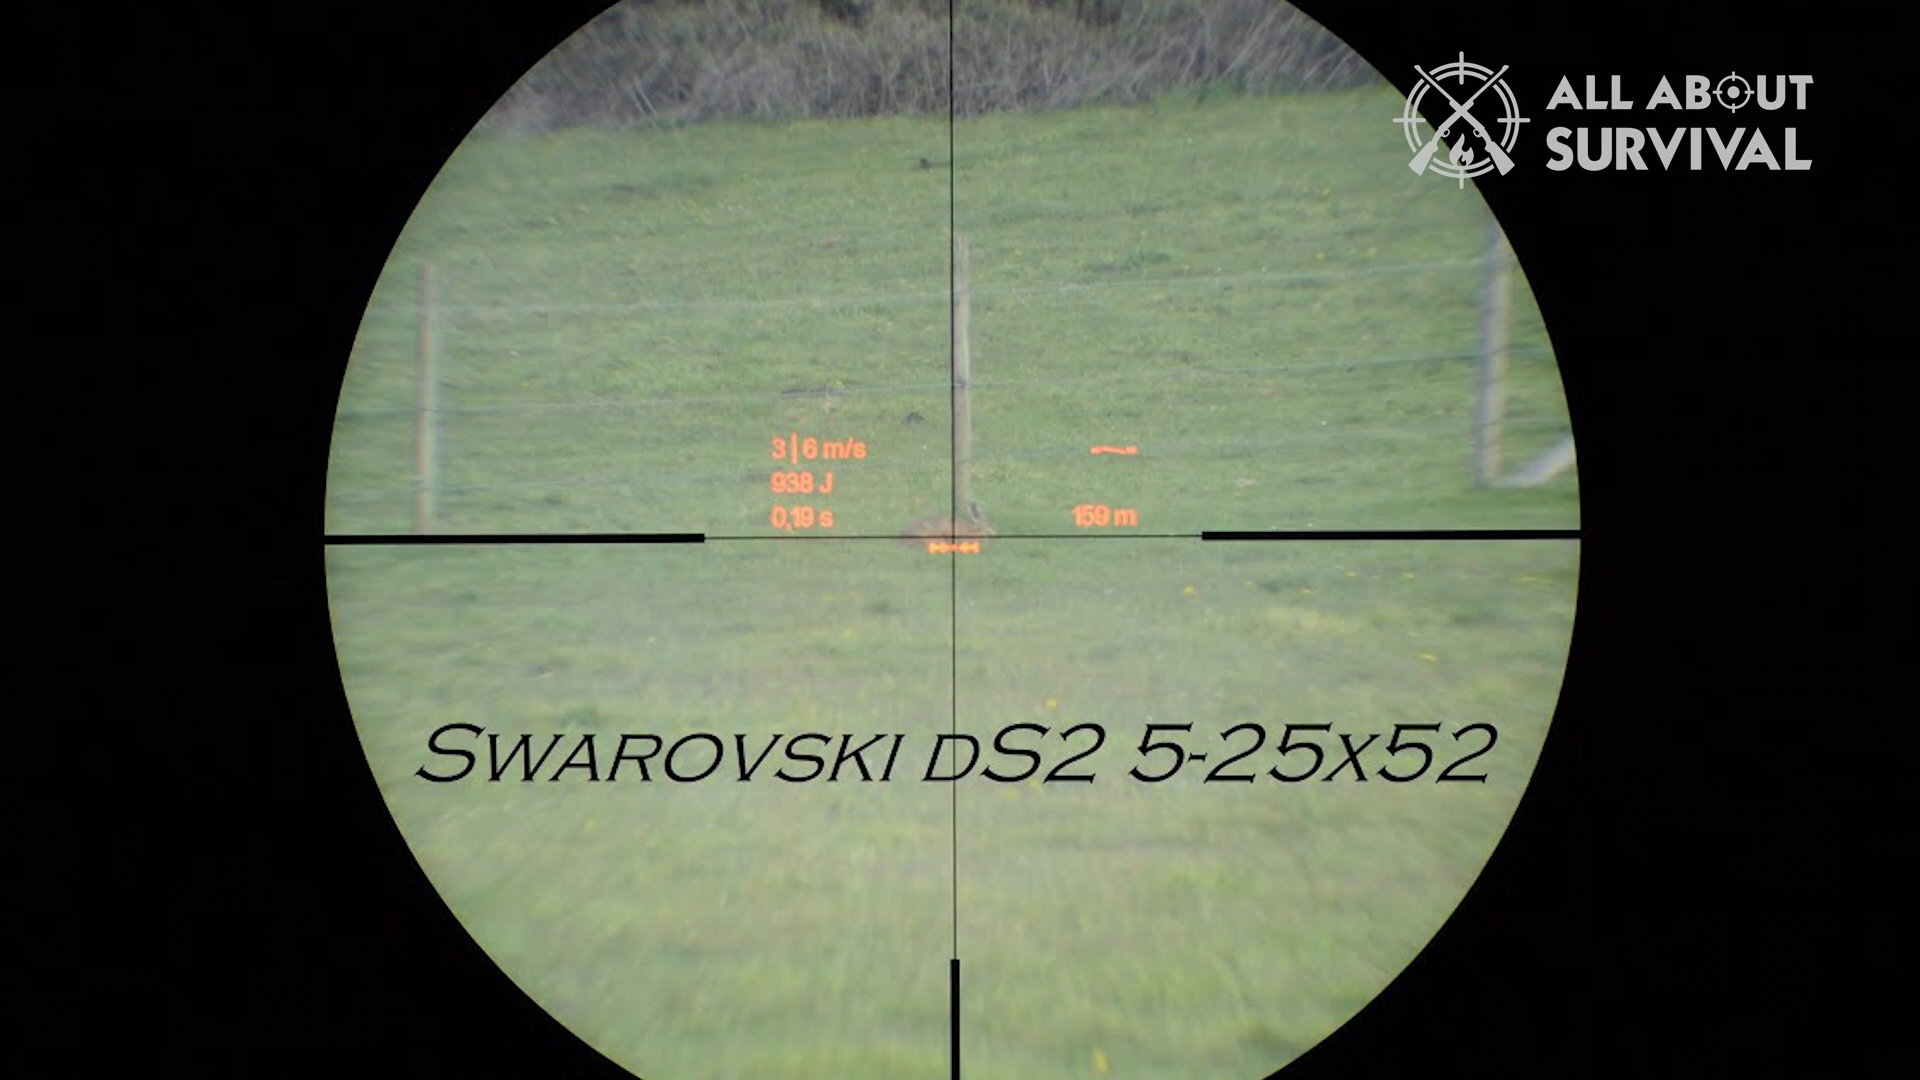 ALL ABOUT
SURVIVAL
3|6 m/s
938 J
0,19 s
159 m
SWAROVSKI DS2 5-25X52